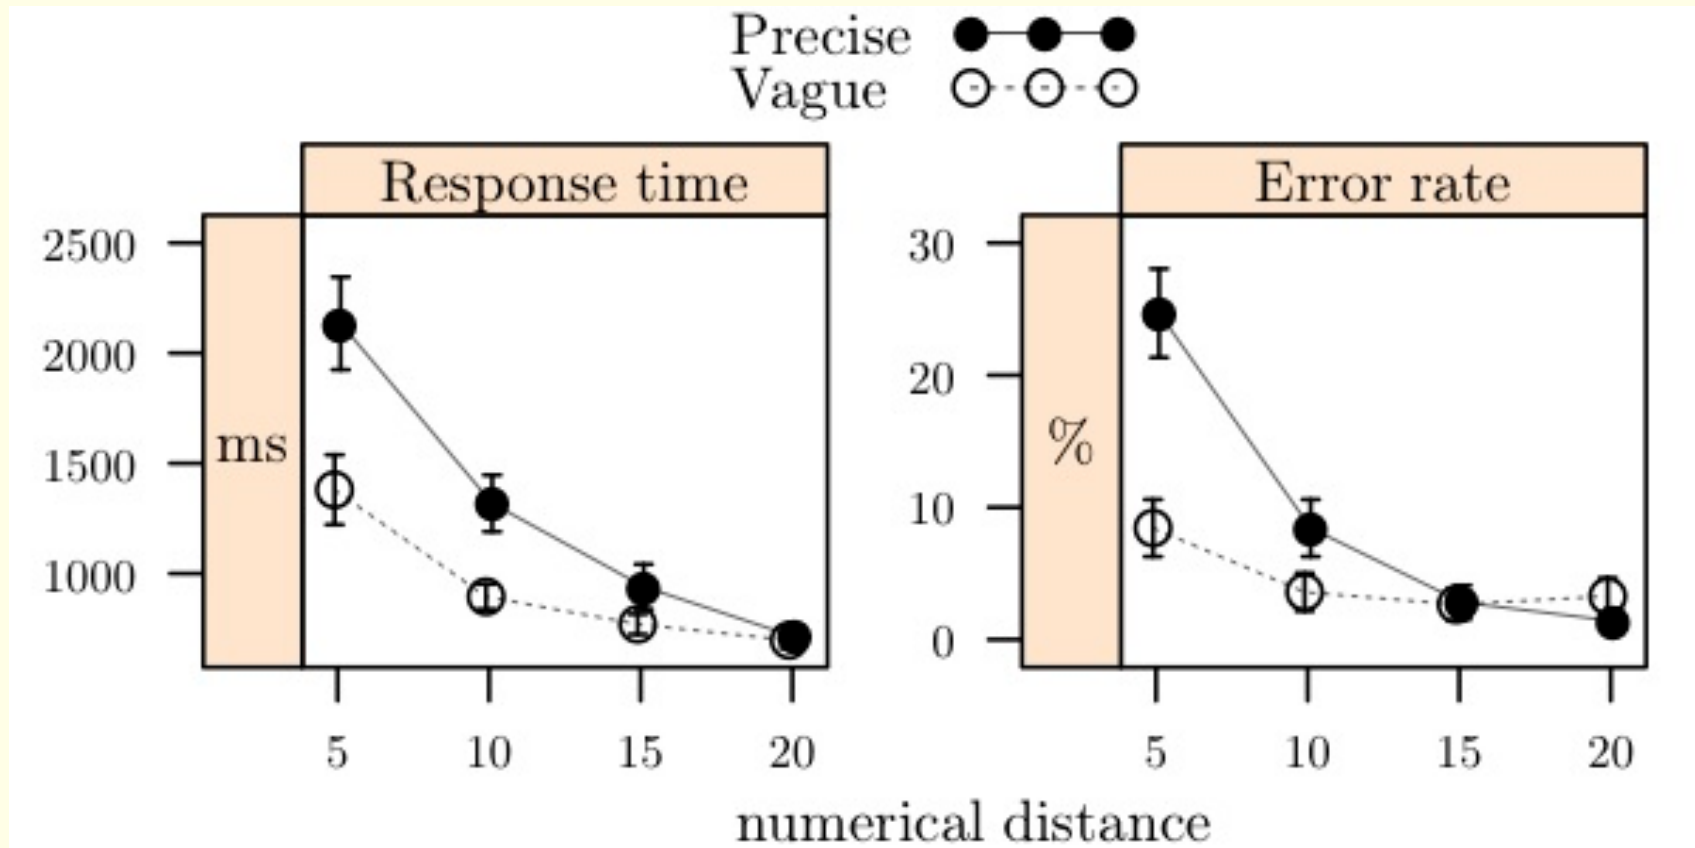 Precise
Vague
Response time
Error rate
2500
2000
1500
1000
ms
30
20
10
0
%
5 10 15 20
5 10 15 20
numerical distance